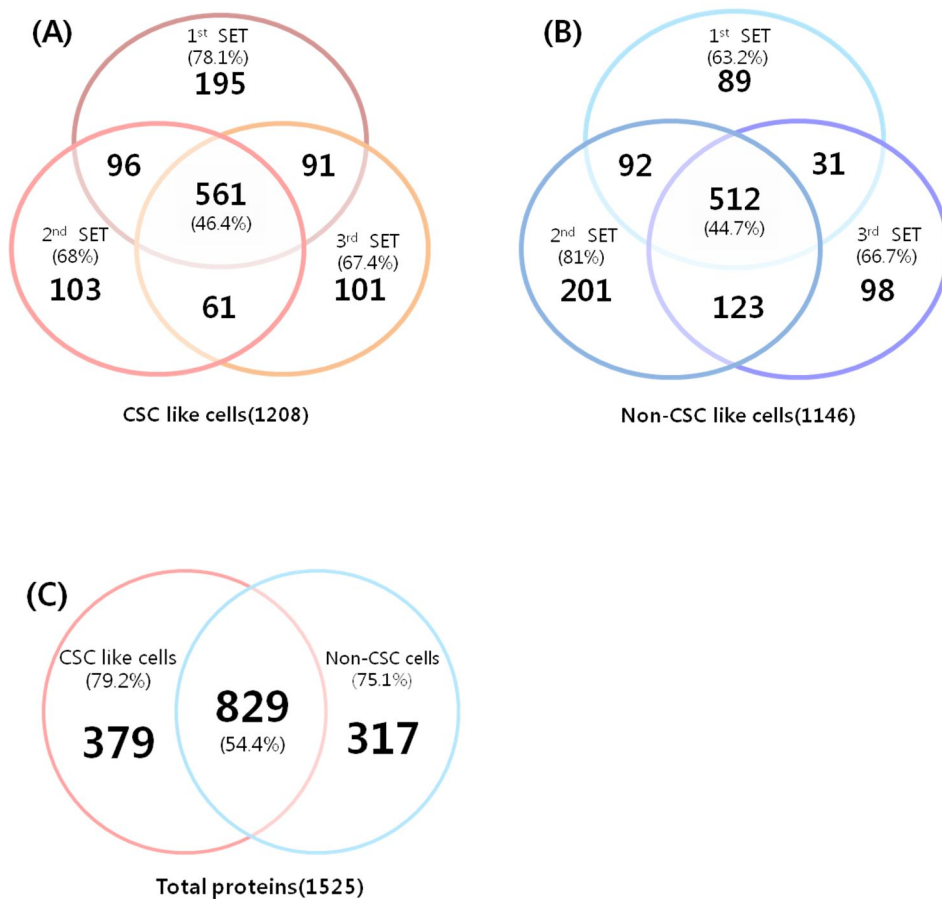 (A)
1st SET
(78.1%)
195
96
91
561
(46.4%)
2nd SET
(68%)
103
3rd SET
(67.4%)
101
61
CSC like cells(1208)
(B)
1st SET
(63.2%)
89
92
31
512
(44.7%)
2nd SET
(81%)
201
3rd SET
(66.7%)
98
123
Non-CSC like cells(1146)
(C)
CSC like cells
(79.2%)
379
829
(54.4%)
Non-CSC cells
(75.1%)
317
Total proteins(1525)